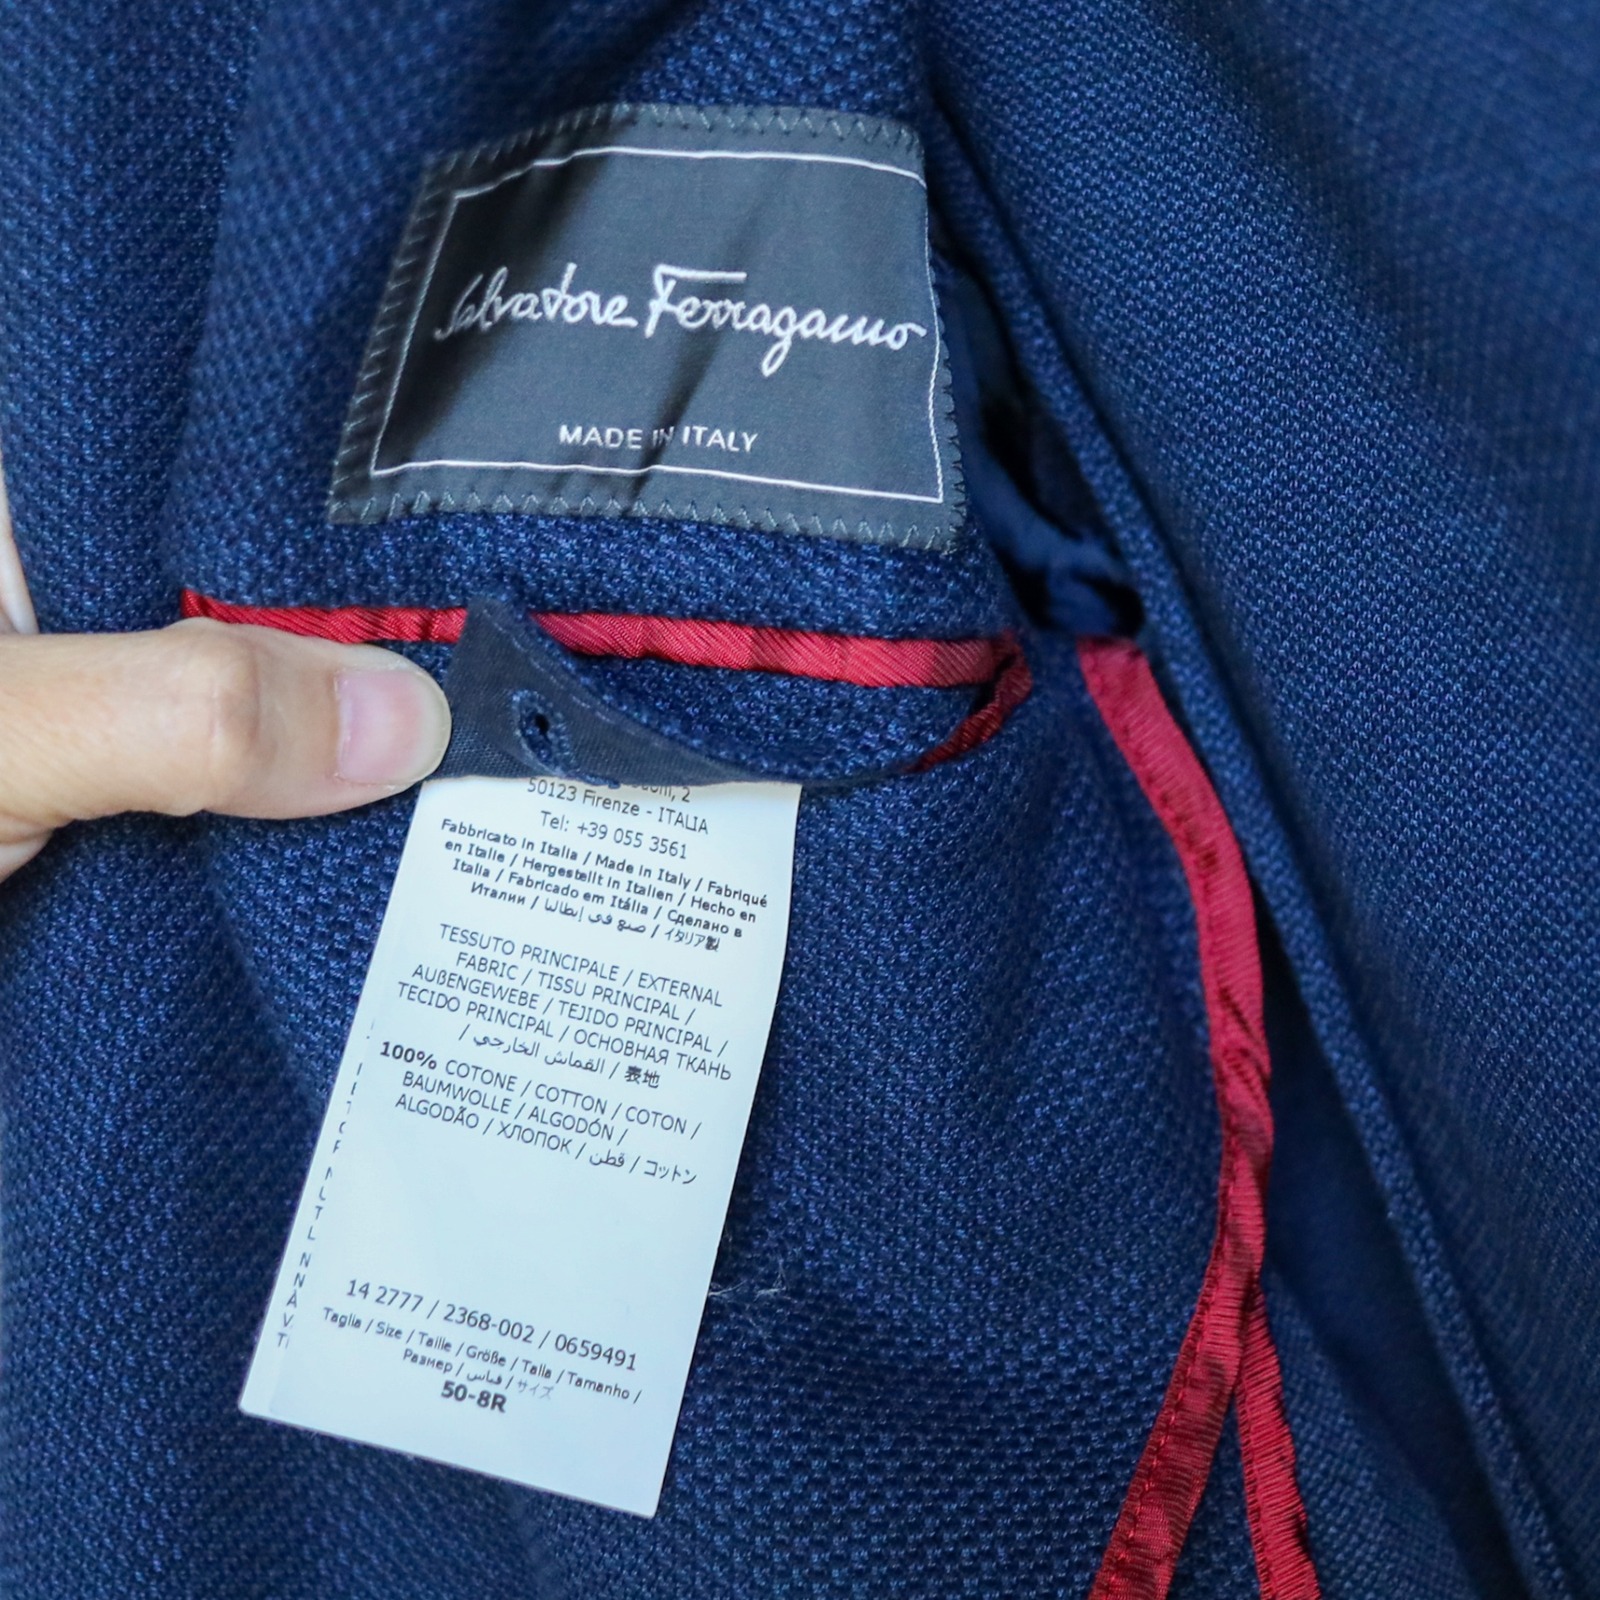 Salvatore Ferragamo
MADE IN ITALY
2
50123 Firenze - ITALIA
Tel: +39 055 3561
Fabbricato in Italia / Made in Italy / Fabriqué
en Italie / Hergestellt in Italien / Hecho en
Italia / Fabricado em Itália / Сделано в
Италии / صنع في إيطاليا / イタリア製
TESSUTO PRINCIPALE / EXTERNAL
FABRIC / TISSU PRINCIPAL /
AUßENGEWEBE / TEJIDO PRINCIPAL /
TECIDO PRINCIPAL / ОСНОВНАЯ ТКАНЬ
/ القماش الخارجي / 表地
100% COTONE / COTTON / COTON /
BAUMWOLLE / ALGODÓN /
ALGODÃO / ХЛОПОК / قطن / コットン
14 2777 / 2368-002 / 0659491
Taglia / Size / Taille / Größe / Talla / Tamanho /
Размер / قياس / サイズ
50-8R